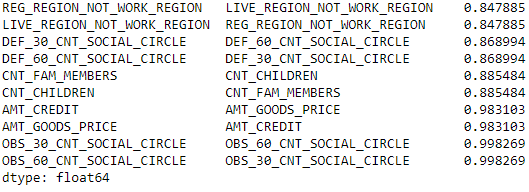 REG_REGION_NOT_WORK_REGION LIVE_REGION_NOT_WORK_REGION 0.847885
LIVE_REGION_NOT_WORK_REGION REG_REGION_NOT_WORK_REGION 0.847885
DEF_30_CNT_SOCIAL_CIRCLE DEF_60_CNT_SOCIAL_CIRCLE 0.868994
DEF_60_CNT_SOCIAL_CIRCLE DEF_30_CNT_SOCIAL_CIRCLE 0.868994
CNT_FAM_MEMBERS CNT_CHILDREN 0.885484
CNT_CHILDREN CNT_FAM_MEMBERS 0.885484
AMT_CREDIT AMT_GOODS_PRICE 0.983103
AMT_GOODS_PRICE AMT_CREDIT 0.983103
OBS_30_CNT_SOCIAL_CIRCLE OBS_60_CNT_SOCIAL_CIRCLE 0.998269
OBS_60_CNT_SOCIAL_CIRCLE OBS_30_CNT_SOCIAL_CIRCLE 0.998269
dtype: float64